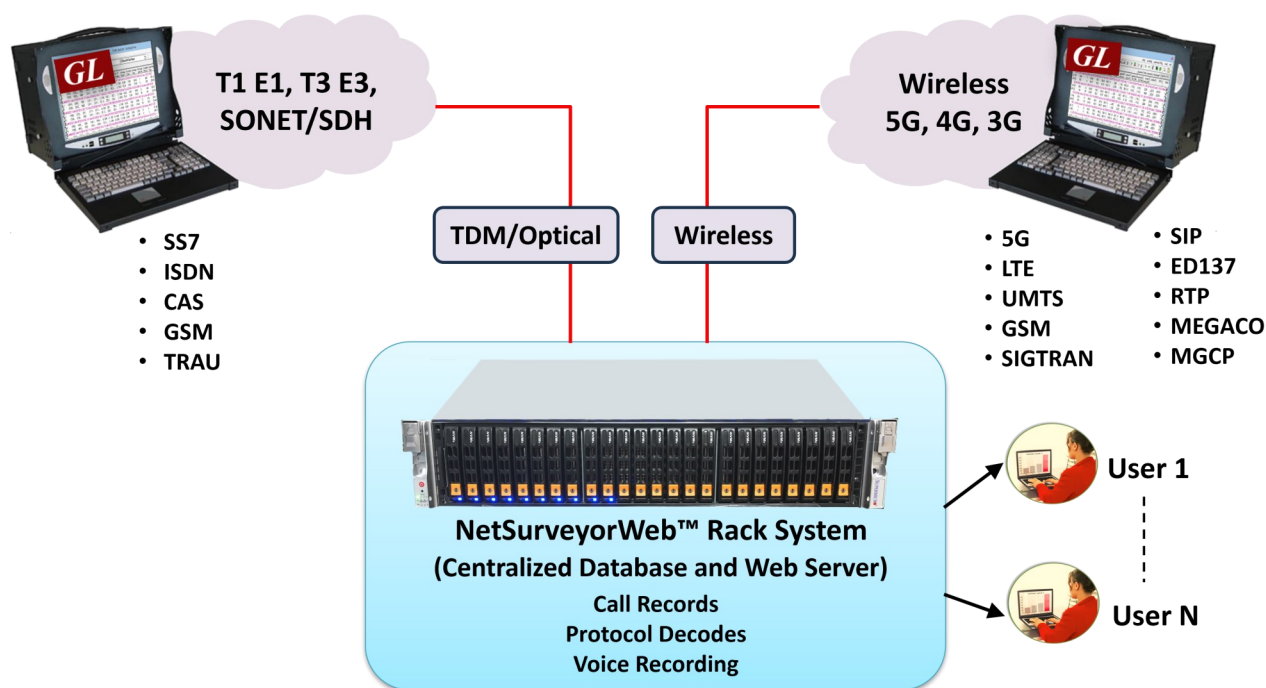 GL
T1 E1, T3 E3,
SONET/SDH
GL
Wireless
5G, 4G, 3G
TDM/Optical
Wireless
• SS7
• ISDN
• CAS
• GSM
• TRAU
• 5G
• LTE
• UMTS
• GSM
• SIGTRAN
• SIP
• ED137
• RTP
• MEGACO
• MGCP
NetSurveyorWeb™ Rack System
(Centralized Database and Web Server)
Call Records
Protocol Decodes
Voice Recording
User 1
User N